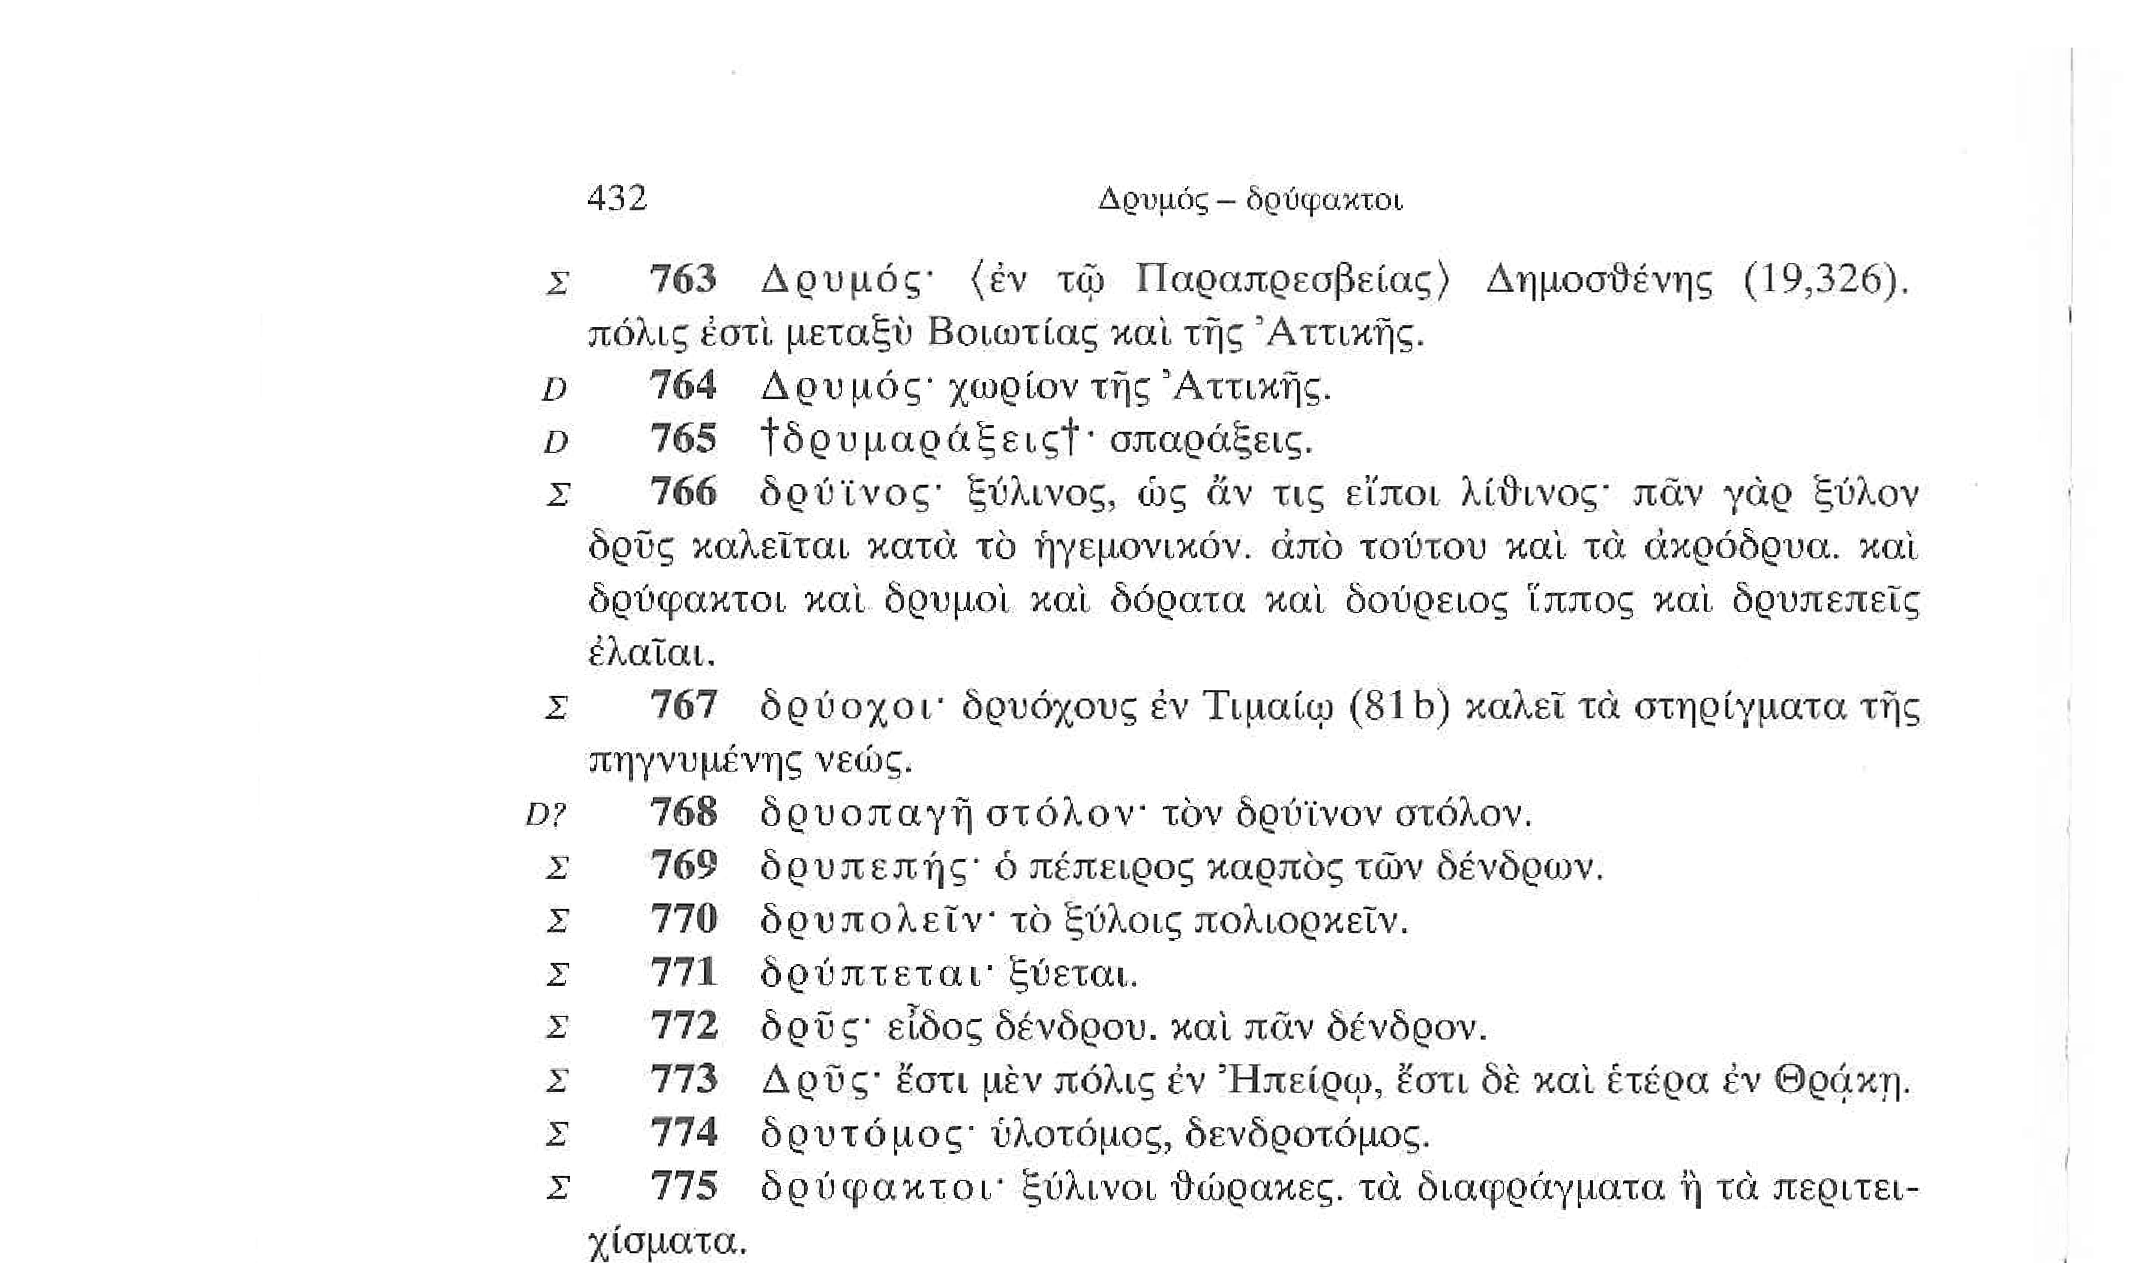 432 Δρυμός – δρύφακτοι
Σ 763 Δρυμός· ⟨ἐν τῷ Παραπρεσβείας⟩ Δημοσθένης (19,326).
πόλις ἐστὶ μεταξὺ Βοιωτίας καὶ τῆς Ἀττικῆς.
D 764 Δρυμός· χωρίον τῆς Ἀττικῆς.
D 765 †δρυμαράξεις†· σπαράξεις.
Σ 766 δρύϊνος· ξύλινος, ὡς ἄν τις εἴποι λίθινος· πᾶν γὰρ ξύλον
δρῦς καλεῖται κατὰ τὸ ἡγεμονικόν. ἀπὸ τούτου καὶ τὰ ἀκρόδρυα. καὶ
δρύφακτοι καὶ δρυμοὶ καὶ δόρατα καὶ δούρειος ἵππος καὶ δρυπεπεῖς
ἐλαῖαι.
Σ 767 δρύοχοι· δρυόχους ἐν Τιμαίῳ (81b) καλεῖ τὰ στηρίγματα τῆς
πηγνυμένης νεώς.
D? 768 δρυοπαγῆ στόλον· τὸν δρύϊνον στόλον.
Σ 769 δρυπεπής· ὁ πέπειρος καρπὸς τῶν δένδρων.
Σ 770 δρυπολεῖν· τὸ ξύλοις πολιορκεῖν.
Σ 771 δρύπτεται· ξύεται.
Σ 772 δρῦς· εἶδος δένδρου. καὶ πᾶν δένδρον.
Σ 773 Δρῦς· ἔστι μὲν πόλις ἐν Ἠπείρῳ, ἔστι δὲ καὶ ἑτέρα ἐν Θρᾴκῃ.
Σ 774 δρυτόμος· ὑλοτόμος, δενδροτόμος.
Σ 775 δρύφακτοι· ξύλινοι θώρακες. τὰ διαφράγματα ἢ τὰ περιτει-
χίσματα.